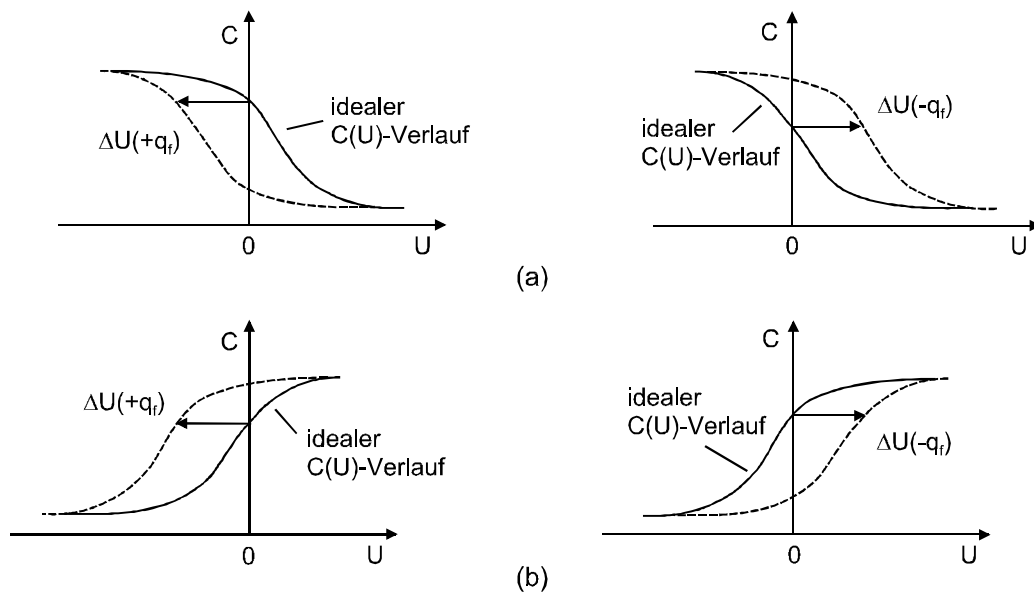 C
idealer
C(U)-Verlauf
ΔU(+q_f)
0
U
C
idealer
C(U)-Verlauf
ΔU(-q_f)
0
U
(a)
C
ΔU(+q_f)
idealer
C(U)-Verlauf
0
U
C
idealer
C(U)-Verlauf
ΔU(-q_f)
0
U
(b)